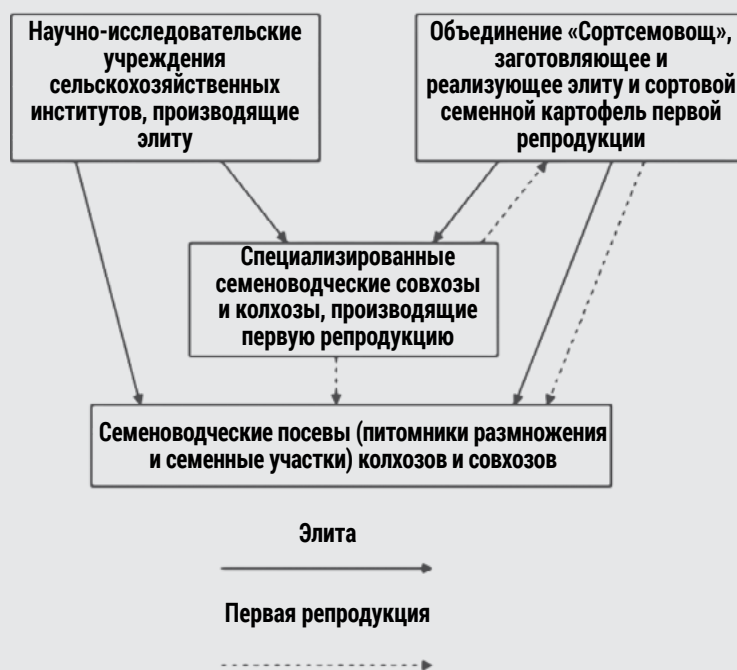 Научно-исследовательские
учреждения
сельскохозяйственных
институтов, производящие
элиту
Объединение «Сортсемовощ»,
заготовляющее и
реализующее элиту и сортовой
семенной картофель первой
репродукции
Специализированные
семеноводческие совхозы
и колхозы, производящие
первую репродукцию
Семеноводческие посевы (питомники размножения
и семенные участки) колхозов и совхозов
Элита
Первая репродукция